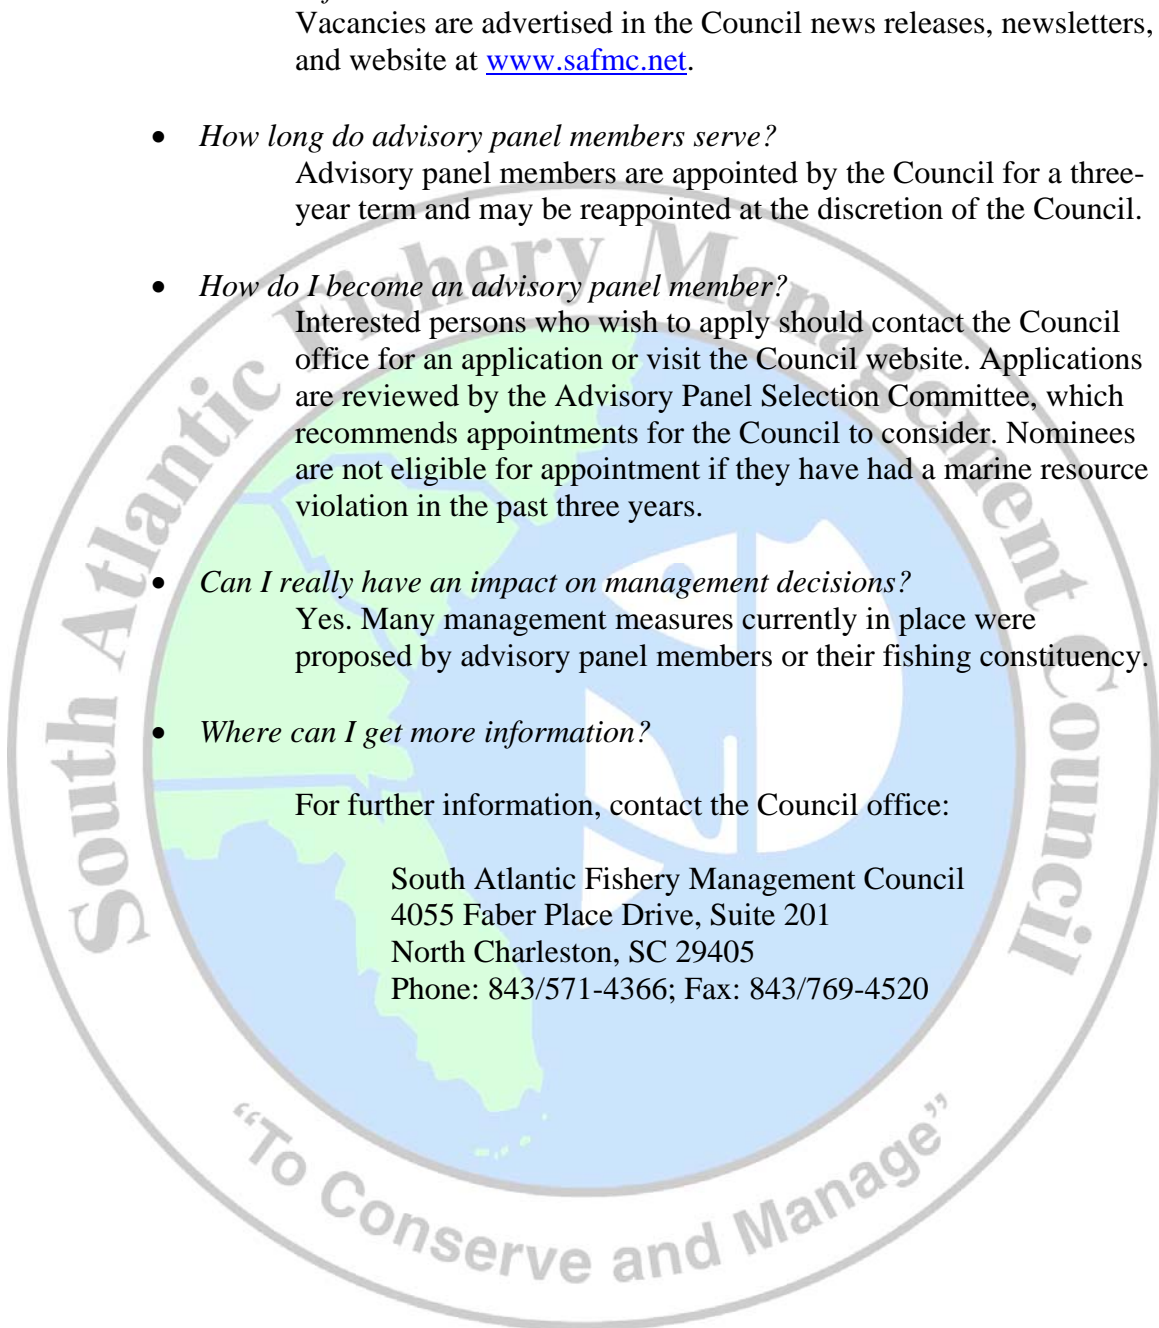 Vacancies are advertised in the Council news releases, newsletters,
and website at www.safmc.net.
• How long do advisory panel members serve?
Advisory panel members are appointed by the Council for a three-
year term and may be reappointed at the discretion of the Council.
• How do I become an advisory panel member?
Interested persons who wish to apply should contact the Council
office for an application or visit the Council website. Applications
are reviewed by the Advisory Panel Selection Committee, which
recommends appointments for the Council to consider. Nominees
are not eligible for appointment if they have had a marine resource
violation in the past three years.
• Can I really have an impact on management decisions?
Yes. Many management measures currently in place were
proposed by advisory panel members or their fishing constituency.
• Where can I get more information?
For further information, contact the Council office:
South Atlantic Fishery Management Council
4055 Faber Place Drive, Suite 201
North Charleston, SC 29405
Phone: 843/571-4366; Fax: 843/769-4520
South Atlantic Fishery Management Council
"To Conserve and Manage"